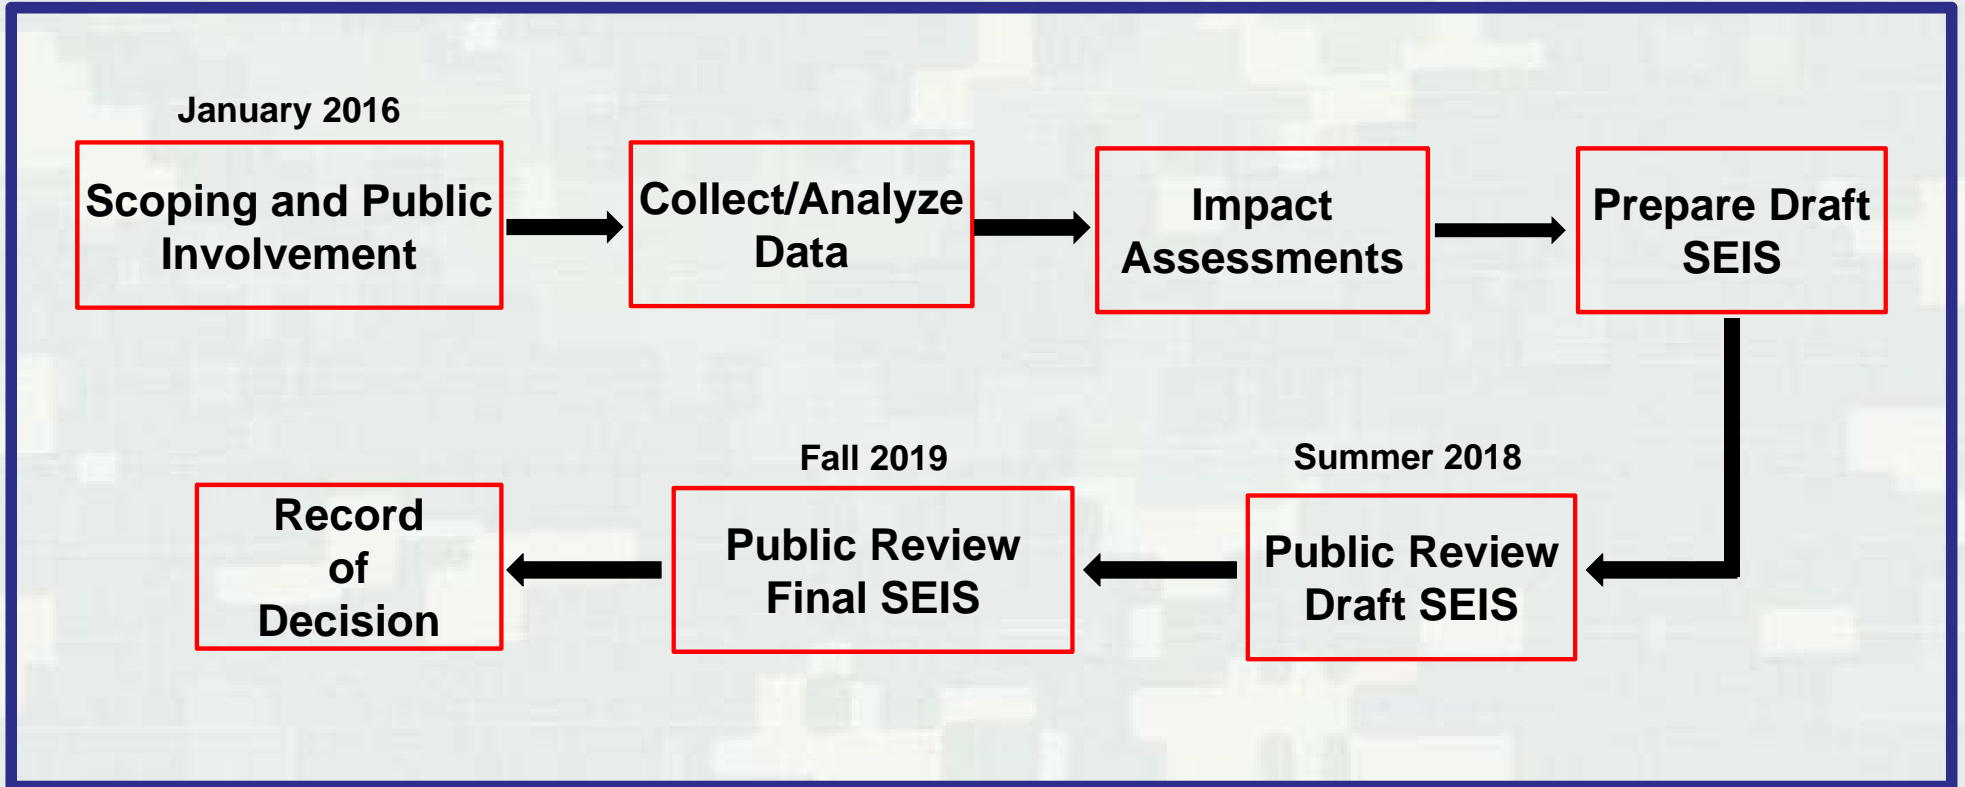 January 2016
Scoping and Public
Involvement
Collect/Analyze
Data
Impact
Assessments
Prepare Draft
SEIS
Summer 2018
Public Review
Draft SEIS
Fall 2019
Public Review
Final SEIS
Record
of
Decision